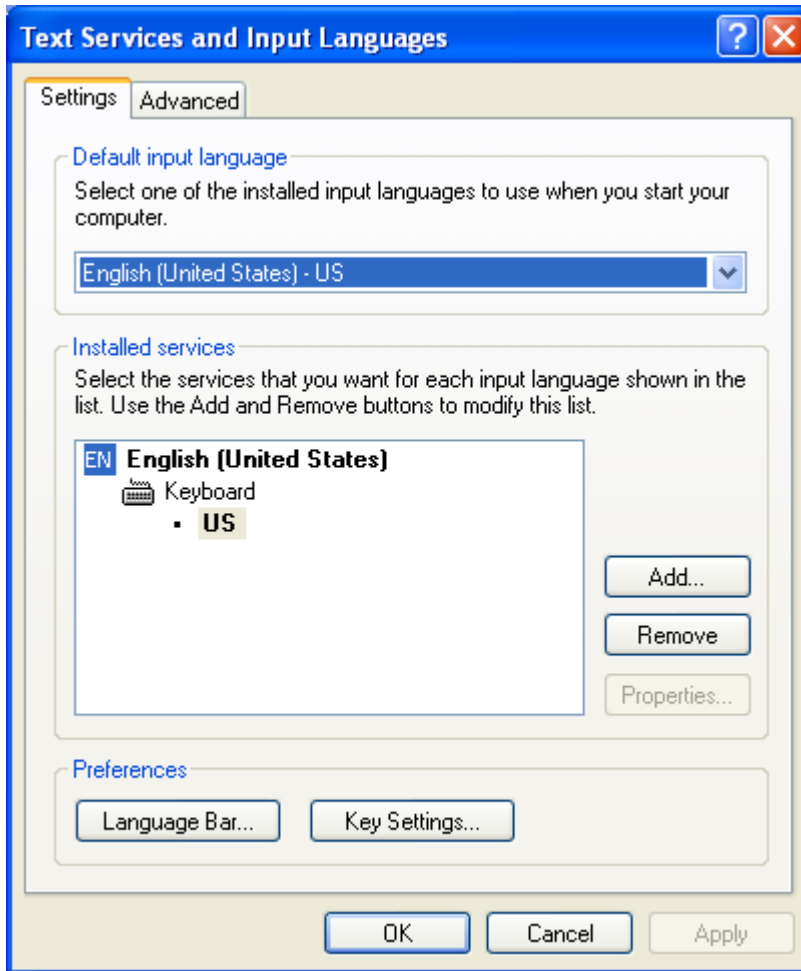 Text Services and Input Languages
Settings
Advanced
Default input language
Select one of the installed input languages to use when you start your
computer.
English (United States) - US
Installed services
Select the services that you want for each input language shown in the
list. Use the Add and Remove buttons to modify this list.
EN English (United States)
Keyboard
US
Add...
Remove
Properties...
Preferences
Language Bar...
Key Settings...
OK
Cancel
Apply